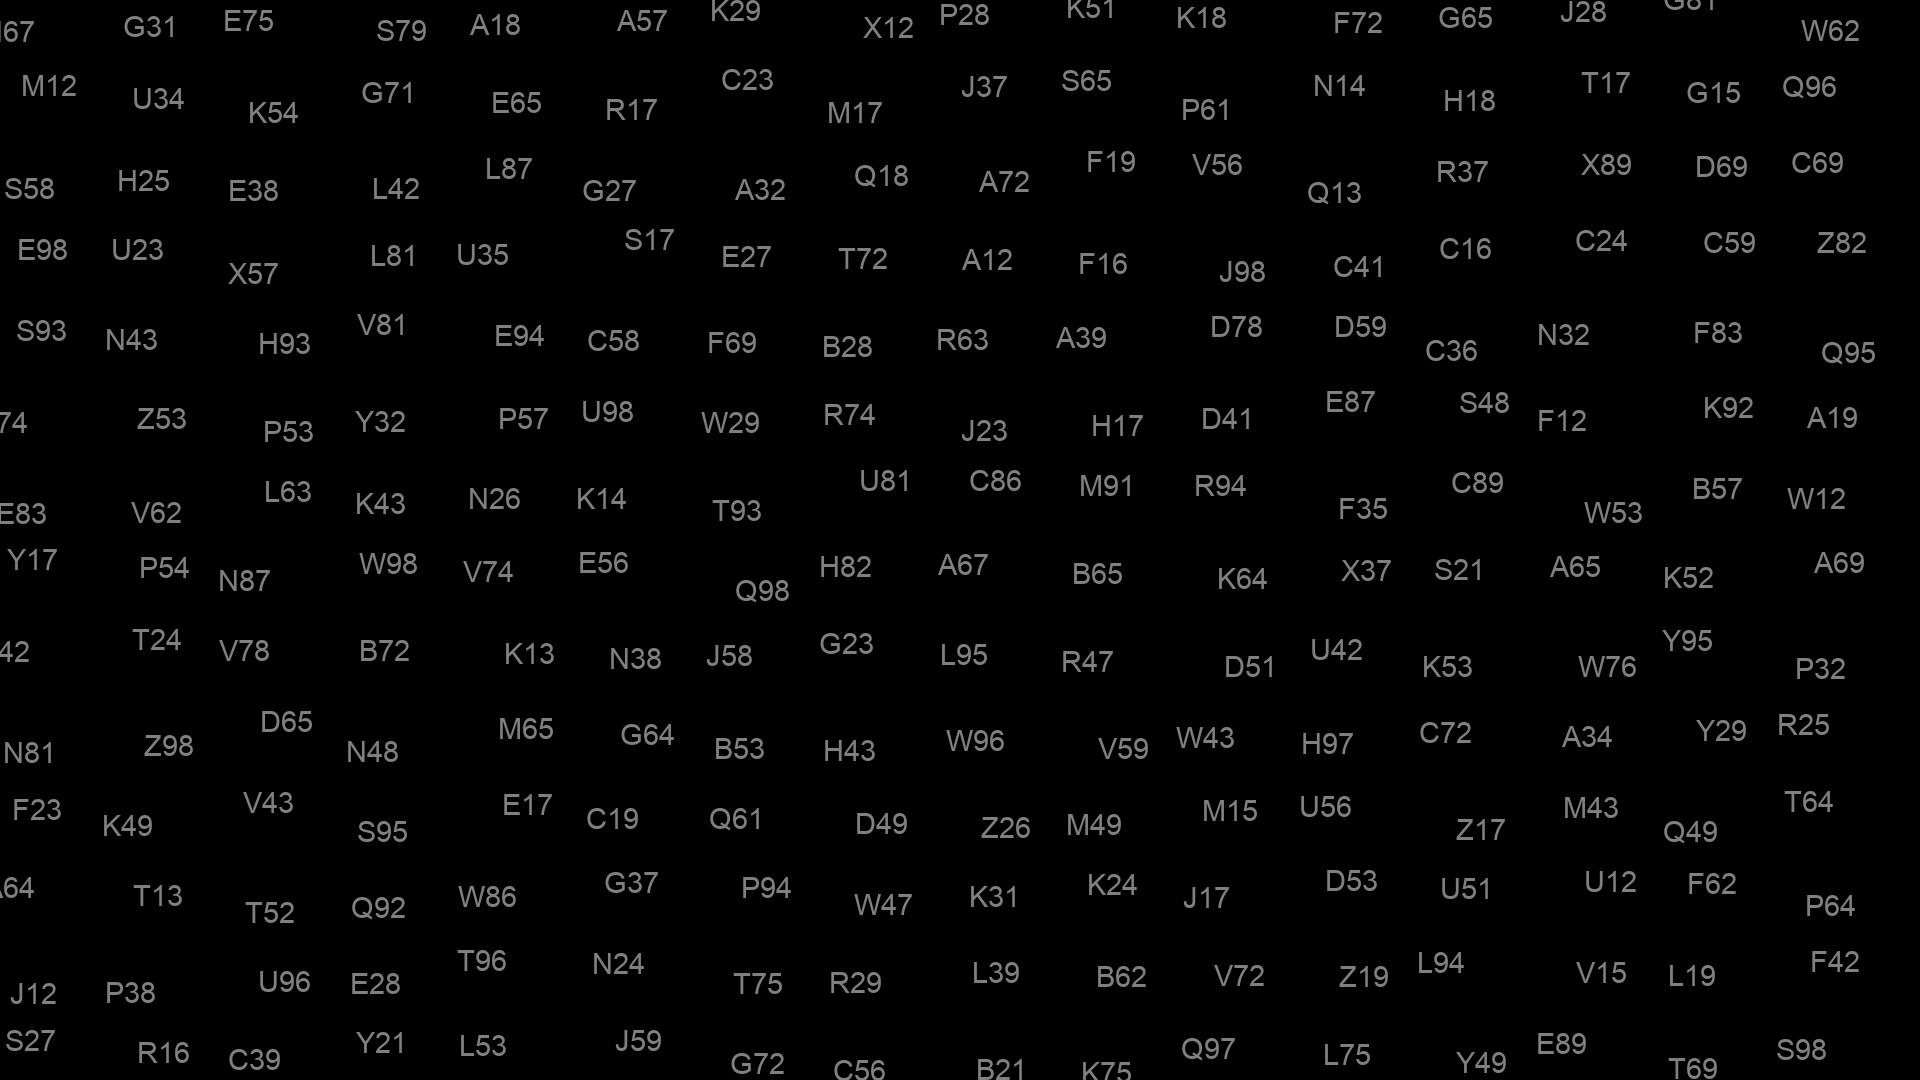 G31 E75 S79 A18 A57 K29 X12 P28 K51 K18 F72 G65 J28 G81 W62
M12 U34 K54 G71 E65 R17 C23 M17 J37 S65 P61 N14 H18 T17 G15 Q96
S58 H25 E38 L42 L87 G27 A32 Q18 A72 F19 V56 Q13 R37 X89 D69 C69
E98 U23 X57 L81 U35 S17 E27 T72 A12 F16 J98 C41 C16 C24 C59 Z82
S93 N43 H93 V81 E94 C58 F69 B28 R63 A39 D78 D59 C36 N32 F83 Q95
74 Z53 P53 Y32 P57 U98 W29 R74 J23 H17 D41 E87 S48 F12 K92 A19
E83 V62 L63 K43 N26 K14 T93 U81 C86 M91 R94 F35 C89 W53 B57 W12
Y17 P54 N87 W98 V74 E56 Q98 H82 A67 B65 K64 X37 S21 A65 K52 A69
42 T24 V78 B72 K13 N38 J58 G23 L95 R47 D51 U42 K53 W76 Y95 P32
N81 Z98 D65 N48 M65 G64 B53 H43 W96 V59 W43 H97 C72 A34 Y29 R25
F23 K49 V43 S95 E17 C19 Q61 D49 Z26 M49 M15 U56 Z17 M43 Q49 T64
T13 T52 Q92 W86 G37 P94 W47 K31 K24 J17 D53 U51 U12 F62 P64
J12 P38 U96 E28 T96 N24 T75 R29 L39 B62 V72 Z19 L94 V15 L19 F42
S27 R16 C39 Y21 L53 J59 G72 C56 B21 K75 Q97 L75 Y49 E89 T69 S98